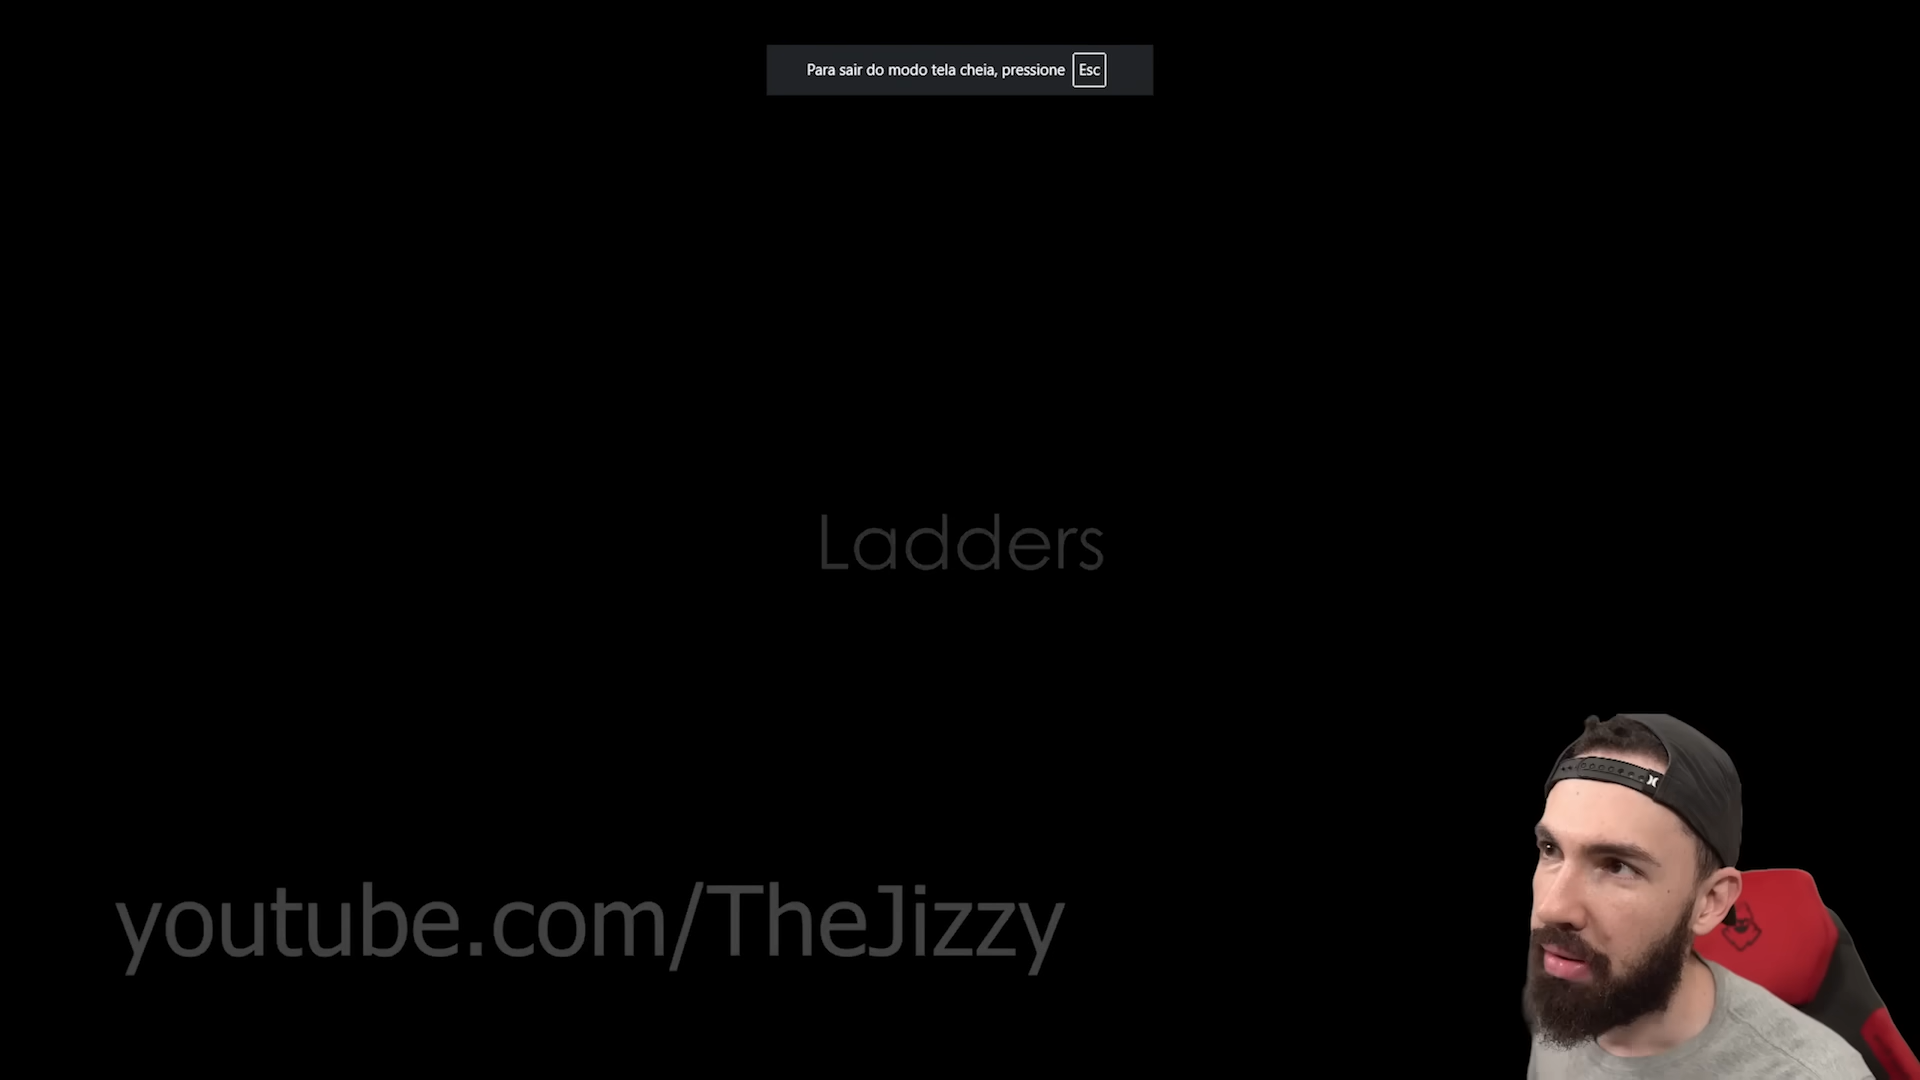 Para sair do modo tela cheia, pressione Esc
Ladders
youtube.com/TheJizzy